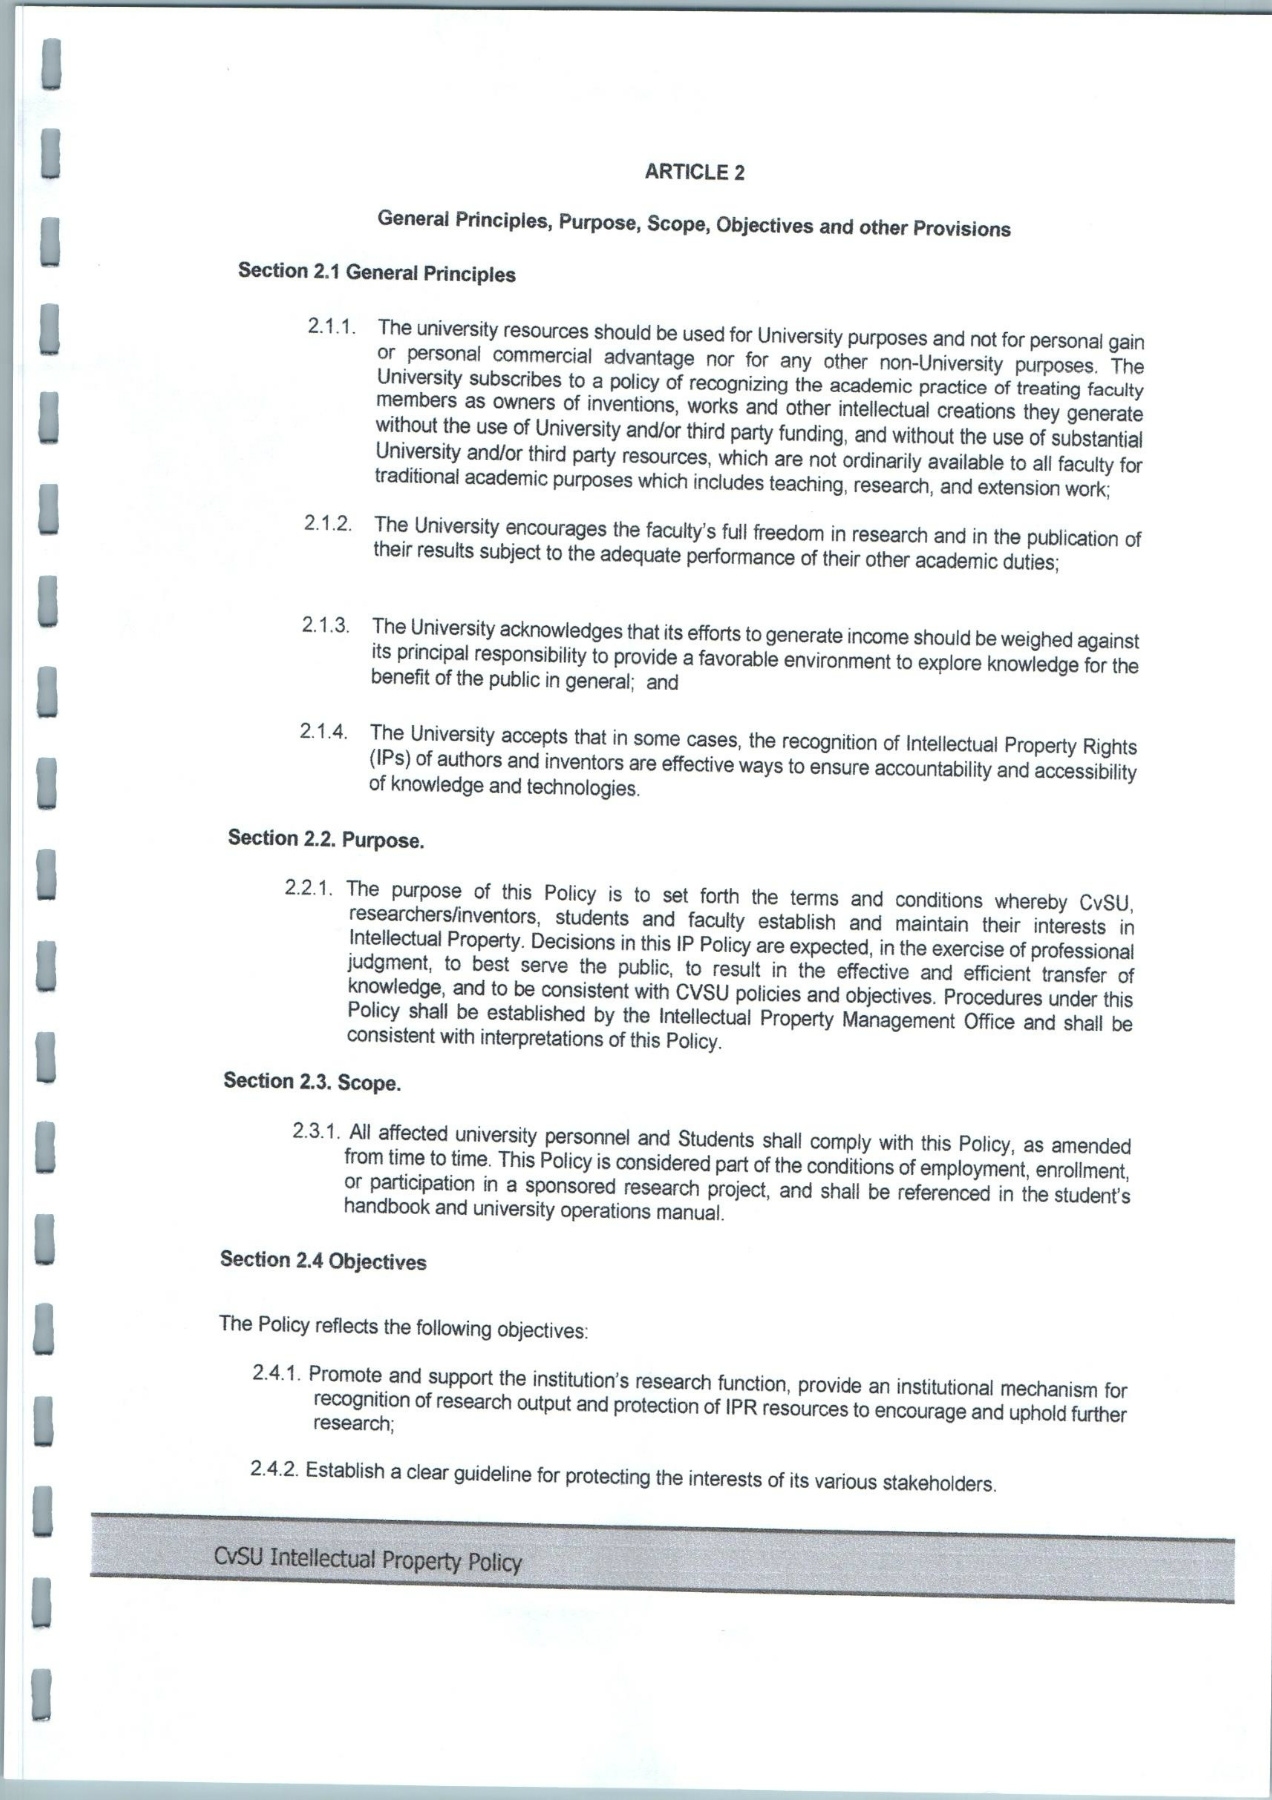 ARTICLE 2
General Principles, Purpose, Scope, Objectives and other Provisions
Section 2.1 General Principles
2.1.1. The university resources should be used for University purposes and not for personal gain
or personal commercial advantage nor for any other non-University purposes. The
University subscribes to a policy of recognizing the academic practice of treating faculty
members as owners of inventions, works and other intellectual creations they generate
without the use of University and/or third party funding, and without the use of substantial
University and/or third party resources, which are not ordinarily available to all faculty for
traditional academic purposes which includes teaching, research, and extension work;
2.1.2. The University encourages the faculty's full freedom in research and in the publication of
their results subject to the adequate performance of their other academic duties;
2.1.3. The University acknowledges that its efforts to generate income should be weighed against
its principal responsibility to provide a favorable environment to explore knowledge for the
benefit of the public in general; and
2.1.4. The University accepts that in some cases, the recognition of Intellectual Property Rights
(IPs) of authors and inventors are effective ways to ensure accountability and accessibility
of knowledge and technologies.
Section 2.2. Purpose.
2.2.1. The purpose of this Policy is to set forth the terms and conditions whereby CvSU,
researchers/inventors, students and faculty establish and maintain their interests in
Intellectual Property. Decisions in this IP Policy are expected, in the exercise of professional
judgment, to best serve the public, to result in the effective and efficient transfer of
knowledge, and to be consistent with CVSU policies and objectives. Procedures under this
Policy shall be established by the Intellectual Property Management Office and shall be
consistent with interpretations of this Policy.
Section 2.3. Scope.
2.3.1. All affected university personnel and Students shall comply with this Policy, as amended
from time to time. This Policy is considered part of the conditions of employment, enrollment,
or participation in a sponsored research project, and shall be referenced in the student's
handbook and university operations manual.
Section 2.4 Objectives
The Policy reflects the following objectives:
2.4.1. Promote and support the institution's research function, provide an institutional mechanism for
recognition of research output and protection of IPR resources to encourage and uphold further
research;
2.4.2. Establish a clear guideline for protecting the interests of its various stakeholders.
CvSU Intellectual Property Policy